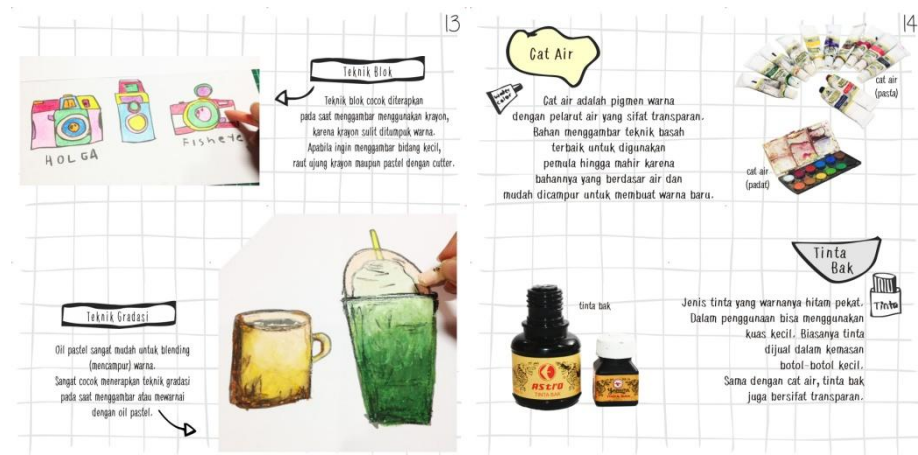 13
Teknik Blok
Teknik blok cocok diterapkan
pada saat menggambar menggunakan krayon,
karena krayon sulit ditumpuk warna.
Apabila ingin menggambar bidang kecil,
raut ujung krayon maupun pastel dengan cutter.
HOLGA
Fisheye
Teknik Gradasi
Oil pastel sangat mudah untuk blending
(mencampur) warna.
Sangat cocok menerapkan teknik gradasi
pada saat menggambar atau mewarnai
dengan oil pastel.
14
Cat Air
water
color
Cat air adalah pigmen warna
dengan pelarut air yang sifat transparan.
Bahan menggambar teknik basah
terbaik untuk digunakan
pemula hingga mahir karena
bahannya yang berdasar air dan
mudah dicampur untuk membuat warna baru.
cat air
(pasta)
cat air
(padat)
Tinta
Bak
Tinta
tinta bak
Jenis tinta yang warnanya hitam pekat.
Dalam penggunaan bisa menggunakan
kuas kecil. Biasanya tinta
dijual dalam kemasan
botol-botol kecil.
Sama dengan cat air, tinta bak
juga bersifat transparan.
ASTRO
TINTA BAK